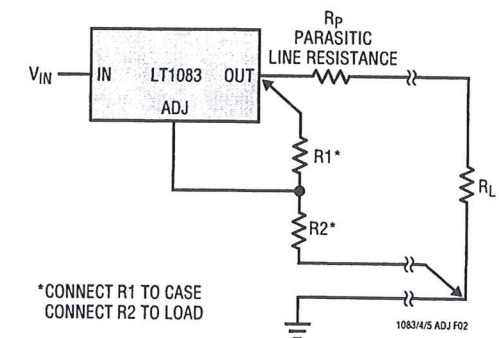 RP
PARASITIC
LINE RESISTANCE
VIN
IN
LT1083
OUT
ADJ
R1*
RL
R2*
*CONNECT R1 TO CASE
CONNECT R2 TO LOAD
1083/4/5 ADJ F02